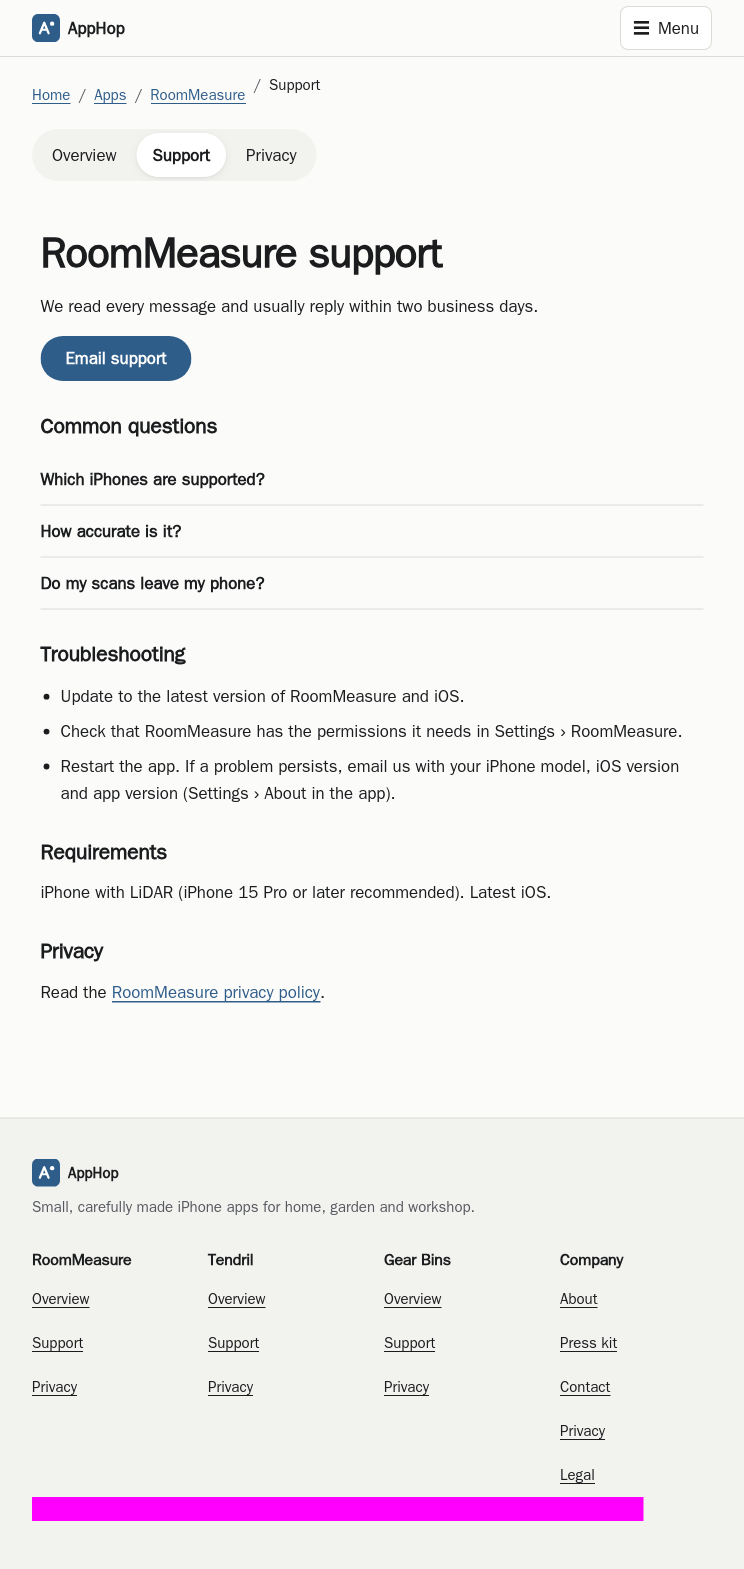 AppHop
Menu
Home / Apps / RoomMeasure / Support
Overview Support Privacy
RoomMeasure support
We read every message and usually reply within two business days.
Email support
Common questions
Which iPhones are supported?
How accurate is it?
Do my scans leave my phone?
Troubleshooting
Update to the latest version of RoomMeasure and iOS.
Check that RoomMeasure has the permissions it needs in Settings › RoomMeasure.
Restart the app. If a problem persists, email us with your iPhone model, iOS version
and app version (Settings › About in the app).
Requirements
iPhone with LiDAR (iPhone 15 Pro or later recommended). Latest iOS.
Privacy
Read the RoomMeasure privacy policy.
AppHop
Small, carefully made iPhone apps for home, garden and workshop.
RoomMeasure
Overview
Support
Privacy
Tendril
Overview
Support
Privacy
Gear Bins
Overview
Support
Privacy
Company
About
Press kit
Contact
Privacy
Legal